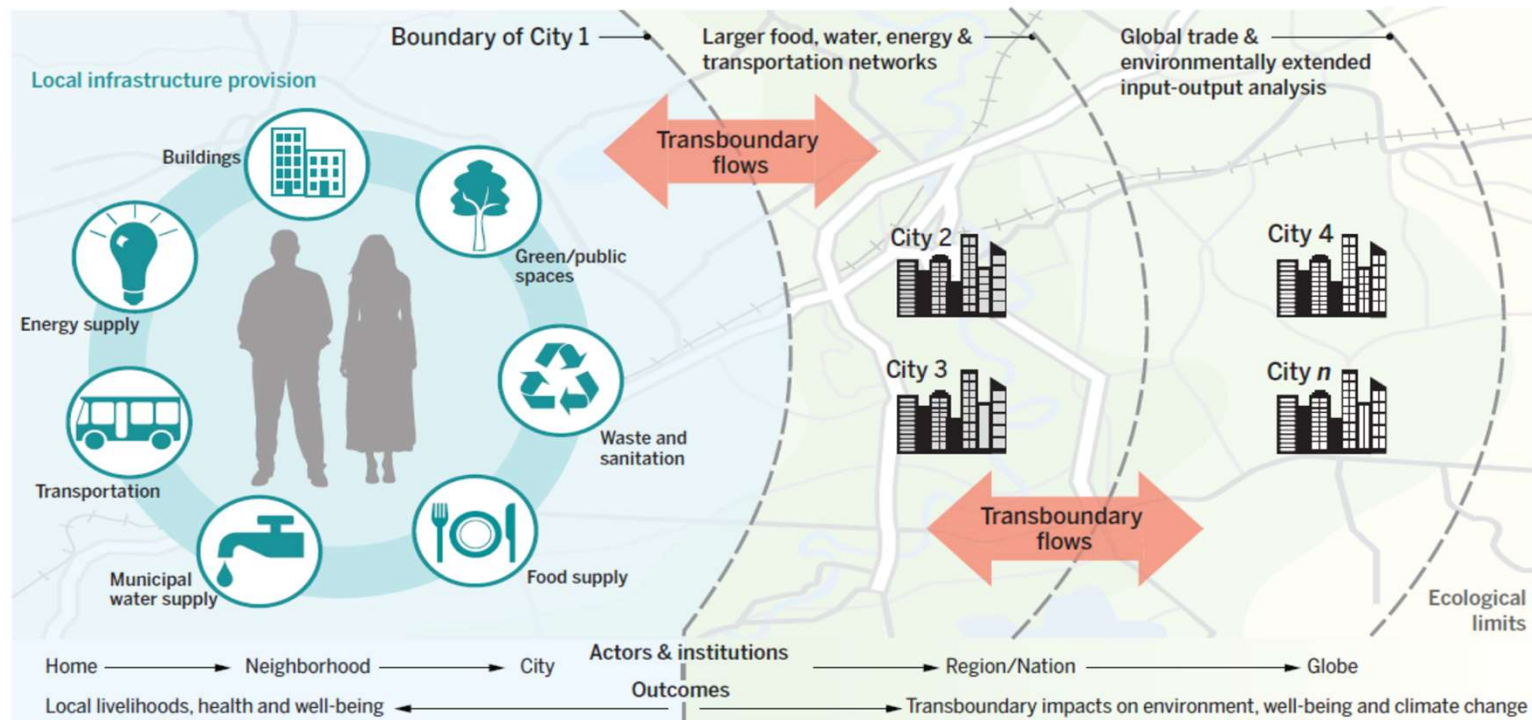 Boundary of City 1
Larger food, water, energy &
transportation networks
Global trade &
environmentally extended
input-output analysis
Local infrastructure provision
Transboundary
flows
Buildings
Green/public
spaces
Energy supply
Waste and
sanitation
Transportation
Municipal
water supply
Food supply
City 2
City 4
City 3
City n
Transboundary
flows
Ecological
limits
Actors & institutions
Home
Neighborhood
City
Region/Nation
Globe
Outcomes
Local livelihoods, health and well-being
Transboundary impacts on environment, well-being and climate change